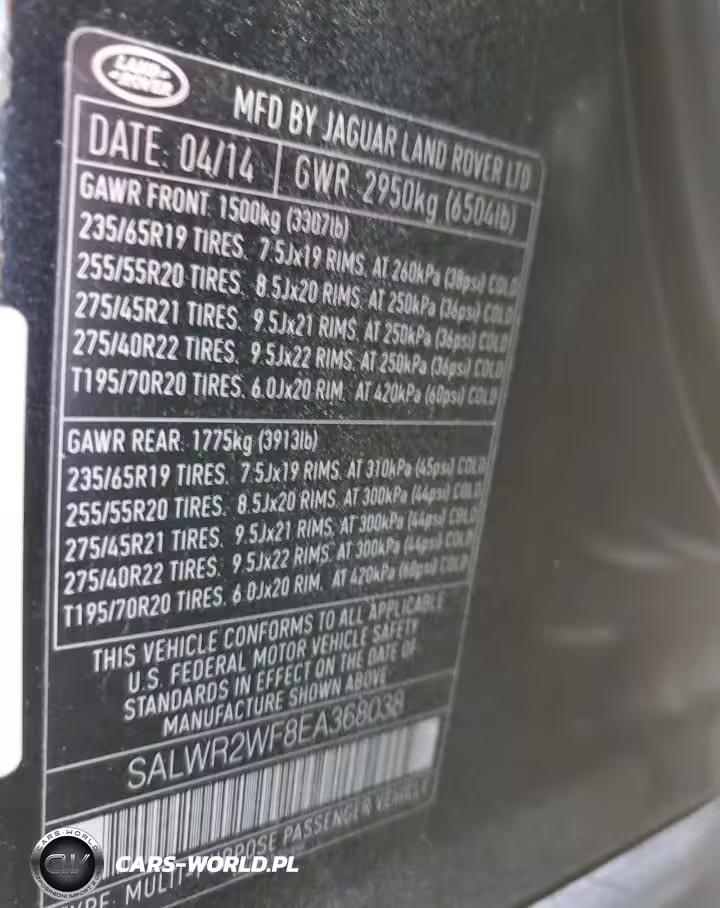 LAND ROVER
MFD BY JAGUAR LAND ROVER LTD
DATE: 04/14 GWR 2950kg (6504lb)
GAWR FRONT 1500kg (3307lb)
235/65R19 TIRES. 7.5Jx19 RIMS. AT 260kPa (38psi) COLD
255/55R20 TIRES. 8.5Jx20 RIMS. AT 250kPa (36psi) COLD
275/45R21 TIRES. 9.5Jx21 RIMS. AT 250kPa (36psi) COLD
275/40R22 TIRES. 9.5Jx22 RIMS. AT 250kPa (36psi) COLD
T195/70R20 TIRES. 6.0Jx20 RIM. AT 420kPa (60psi) COLD
GAWR REAR 1775kg (3913lb)
235/65R19 TIRES. 7.5Jx19 RIMS. AT 310kPa (45psi) COLD
255/55R20 TIRES. 8.5Jx20 RIMS. AT 300kPa (44psi) COLD
275/45R21 TIRES. 9.5Jx21 RIMS. AT 300kPa (44psi) COLD
275/40R22 TIRES. 9.5Jx22 RIMS. AT 300kPa (44psi) COLD
T195/70R20 TIRES. 6.0Jx20 RIM. AT 420kPa (60psi) COLD
THIS VEHICLE CONFORMS TO ALL APPLICABLE
U.S. FEDERAL MOTOR VEHICLE SAFETY
STANDARDS IN EFFECT ON THE DATE OF
MANUFACTURE SHOWN ABOVE
SALWR2WF8EA368038
TYPE: MULTI-PURPOSE PASSENGER VEHICLE
CARS-WORLD
CW
CARS-WORLD.PL